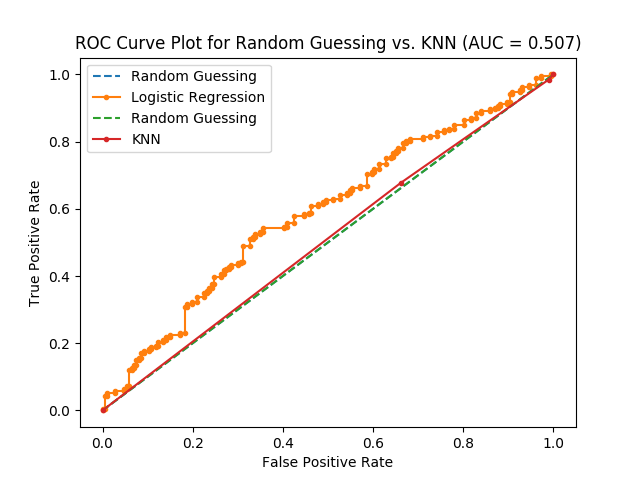 ROC Curve Plot for Random Guessing vs. KNN (AUC = 0.507)
Random Guessing
Logistic Regression
Random Guessing
KNN
1.0
0.8
0.6
0.4
0.2
0.0
True Positive Rate
0.0 0.2 0.4 0.6 0.8 1.0
False Positive Rate